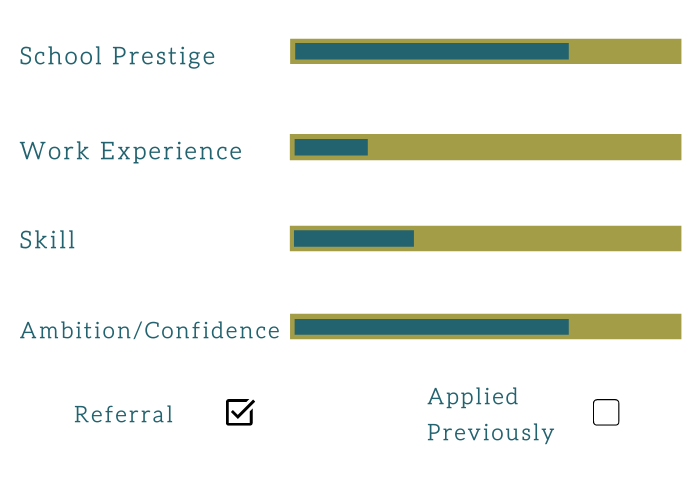 School Prestige
Work Experience
Skill
Ambition/Confidence
Referral
Applied
Previously